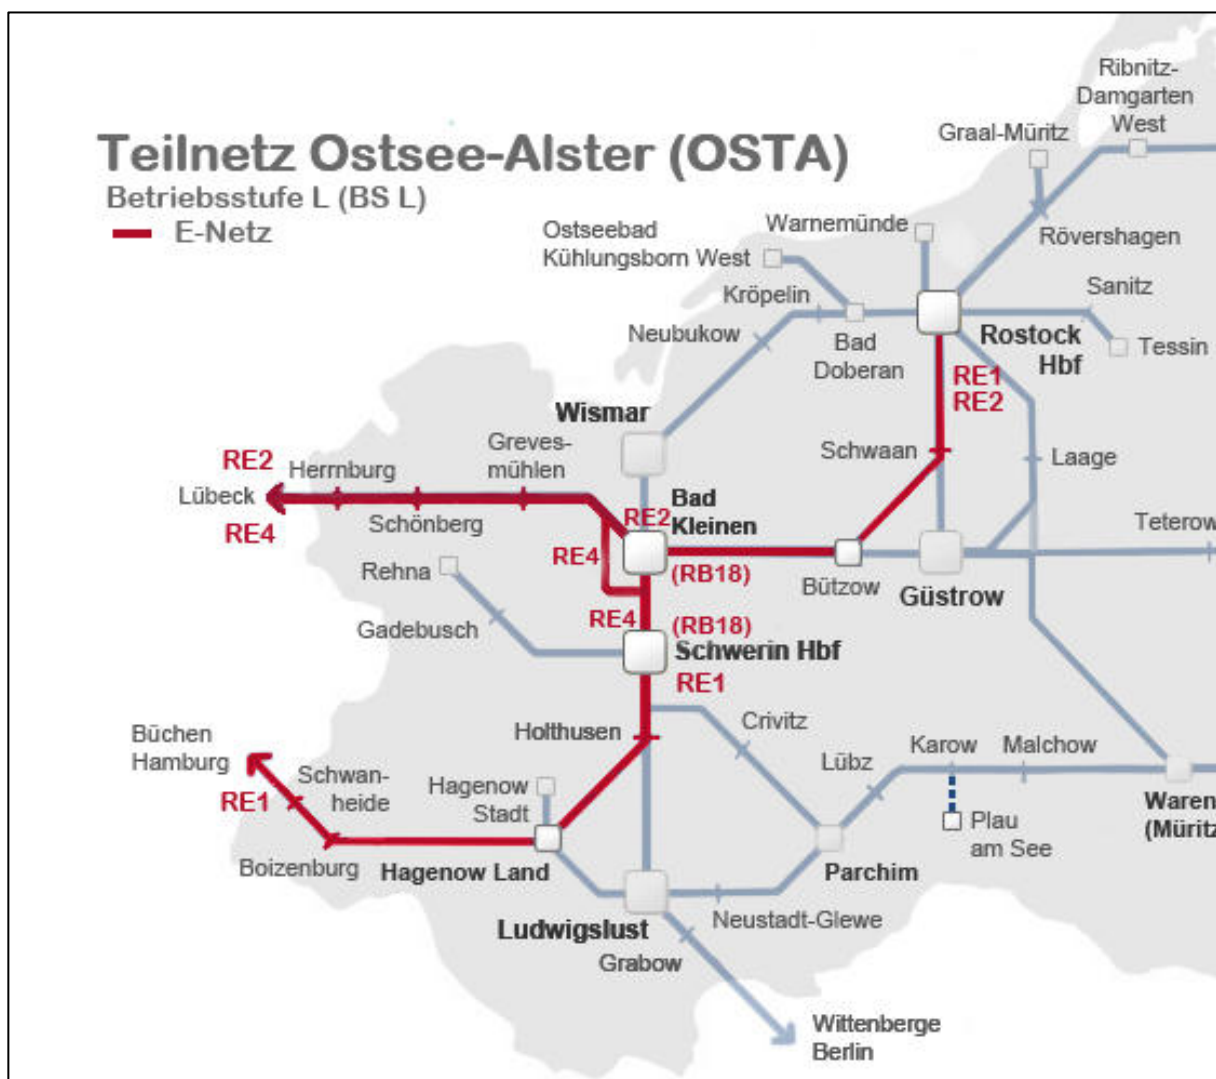 Teilnetz Ostsee-Alster (OSTA)
Betriebsstufe L (BS L)
E-Netz
Ribnitz-
Damgarten
West
Graal-Müritz
Warnemünde
Rövershagen
Ostseebad
Kühlungsborn West
Kröpelin
Neubukow
Bad
Doberan
Sanitz
Rostock
Hbf
Tessin
RE1
RE2
Wismar
Schwaan
Laage
Greves-
mühlen
RE2
Herrnburg
Lübeck
Schönberg
RE4
Bad
Kleinen
RE2
RE4
(RB18)
Teterow
Bützow
Güstrow
Rehna
Gadebusch
RE4
(RB18)
Schwerin Hbf
RE1
Holthusen
Crivitz
Büchen
Hamburg
RE1
Schwan-
heide
Hagenow
Stadt
Lübz
Karow
Malchow
Waren
(Müritz
Plau
am See
Boizenburg
Hagenow Land
Parchim
Ludwigslust
Neustadt-Glewe
Grabow
Wittenberge
Berlin